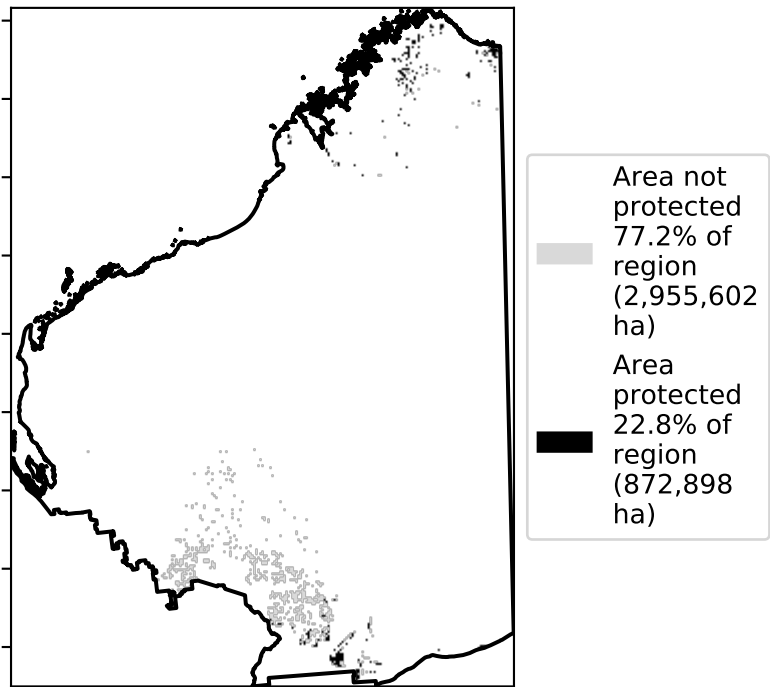 Area not
protected
77.2% of
region
(2,955,602
ha)
Area
protected
22.8% of
region
(872,898
ha)